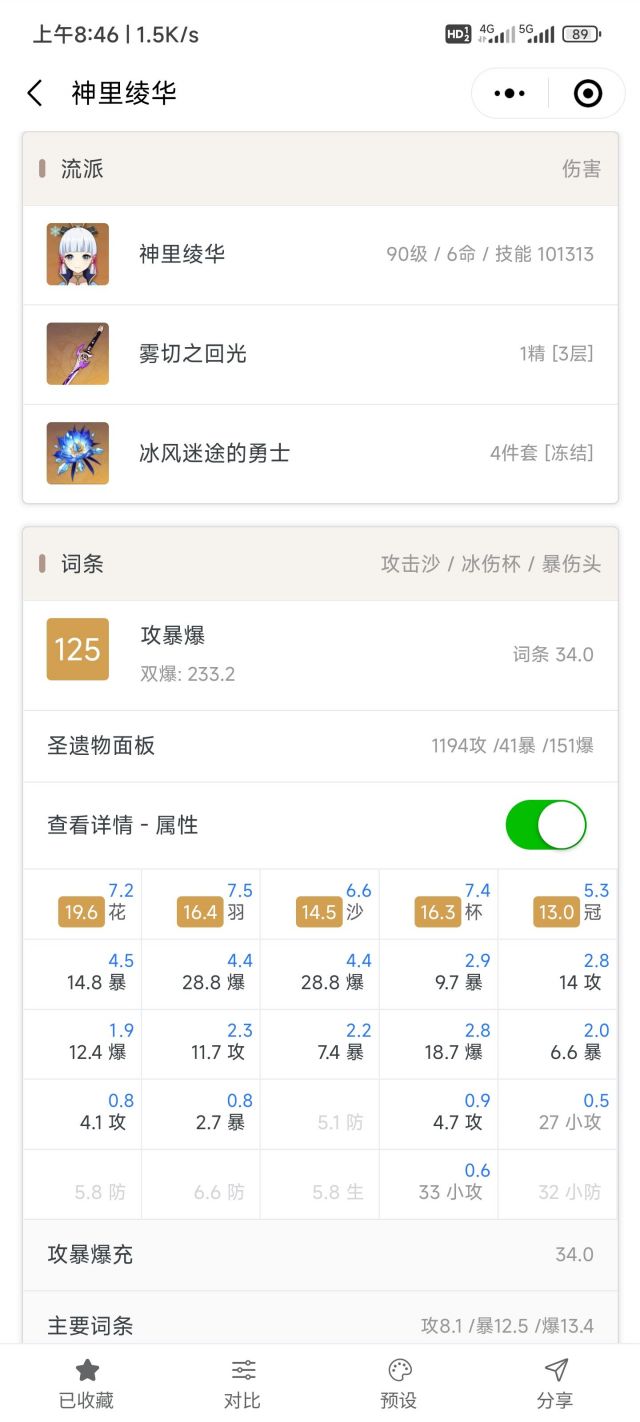 上午8:46 | 1.5K/s HD 1 2 4G 5G 89
神里绫华
流派 伤害
神里绫华 90级 / 6命 / 技能 101313
雾切之回光 1精 [3层]
冰风迷途的勇士 4件套 [冻结]
词条 攻击沙 / 冰伤杯 / 暴伤头
125 攻暴爆 词条 34.0
双爆: 233.2
圣遗物面板 1194攻 /41暴 /151爆
查看详情 - 属性
7.2 7.5 6.6 7.4 5.3
19.6 花 16.4 羽 14.5 沙 16.3 杯 13.0 冠
4.5 4.4 4.4 2.9 2.8
14.8 暴 28.8 爆 28.8 爆 9.7 暴 14 攻
1.9 2.3 2.2 2.8 2.0
12.4 爆 11.7 攻 7.4 暴 18.7 爆 6.6 暴
0.8 0.8 0.9 0.5
4.1 攻 2.7 暴 5.1 防 4.7 攻 27 小攻
0.6
5.8 防 6.6 防 5.8 生 33 小攻 32 小防
攻暴爆充 34.0
主要词条 攻8.1 /暴12.5 /爆13.4
已收藏 对比 预设 分享